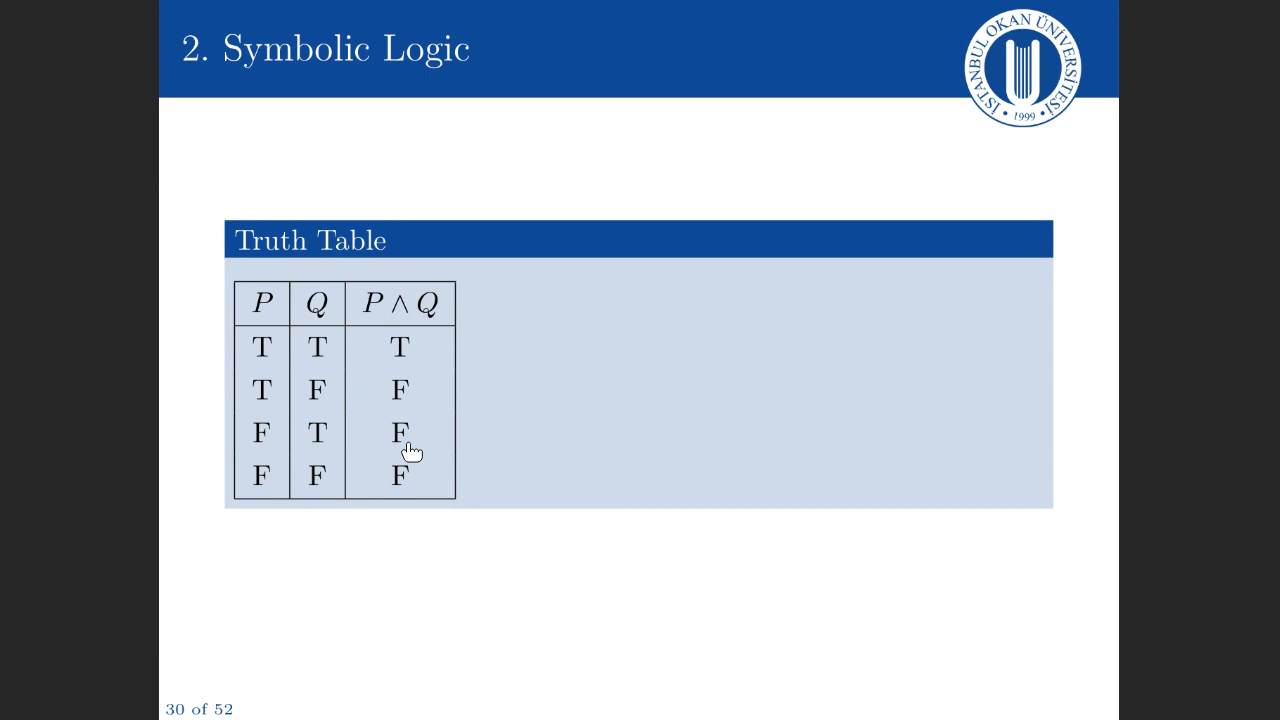 2. Symbolic Logic
İSTANBUL OKAN ÜNİVERSİTESİ
• 1999 •
Truth Table
P Q P ∧ Q
T T T
T F F
F T F
F F F
30 of 52